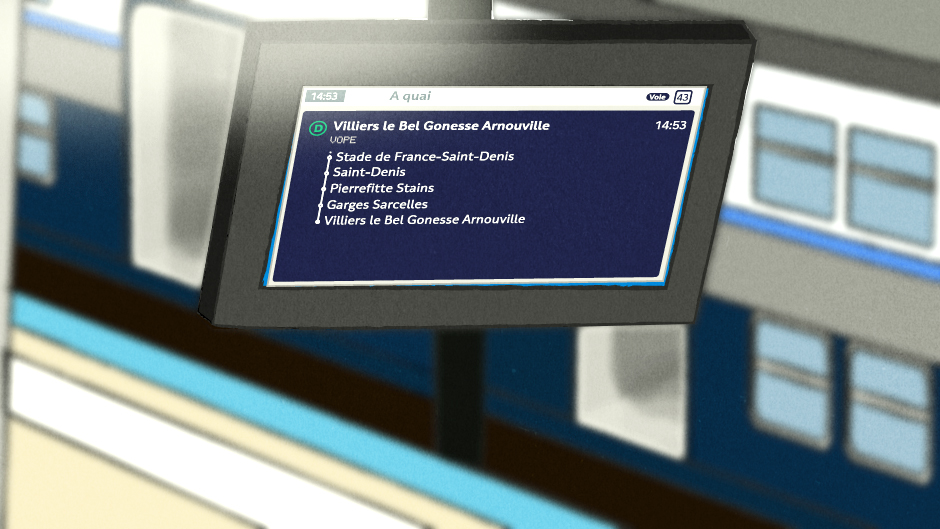 14:53 A quai Voie 43
D Villiers le Bel Gonesse Arnouville 14:53
VOPE
Stade de France-Saint-Denis
Saint-Denis
Pierrefitte Stains
Garges Sarcelles
Villiers le Bel Gonesse Arnouville